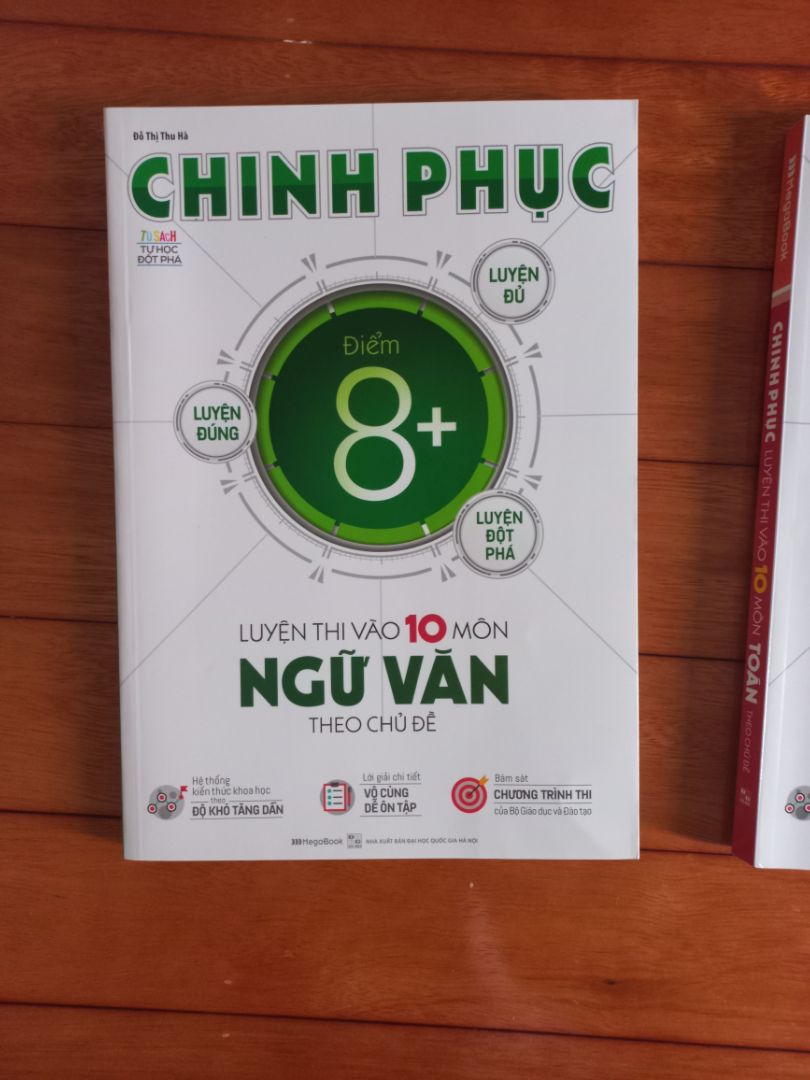 Đỗ Thị Thu Hà
CHINH PHỤC
TỦ SÁCH
TỰ HỌC
ĐỘT PHÁ
LUYỆN
ĐỦ
Điểm
8+
LUYỆN
ĐÚNG
LUYỆN
ĐỘT
PHÁ
LUYỆN THI VÀO 10 MÔN
NGỮ VĂN
THEO CHỦ ĐỀ
Hệ thống
kiến thức khoa học
theo
ĐỘ KHÓ TĂNG DẦN
Lời giải chi tiết
VÔ CÙNG
DỄ ÔN TẬP
Bám sát
CHƯƠNG TRÌNH THI
của Bộ Giáo dục và Đào tạo
MegaBook
NHÀ XUẤT BẢN ĐẠI HỌC QUỐC GIA HÀ NỘI
MegaBook
CHINH PHỤC LUYỆN THI VÀO 10 MÔN TOÁN THEO CHỦ ĐỀ